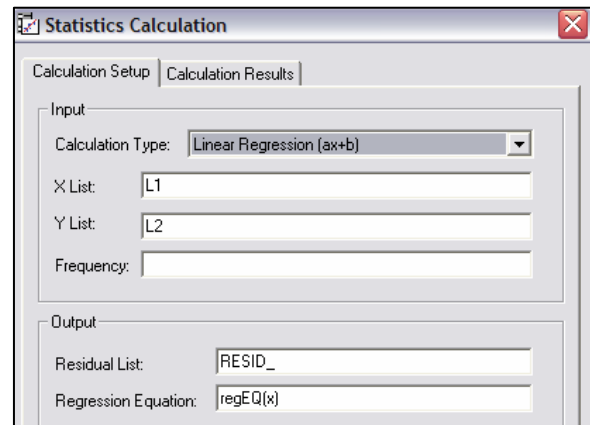 Statistics Calculation
Calculation Setup Calculation Results
Input
Calculation Type: Linear Regression (ax+b)
X List: L1
Y List: L2
Frequency:
Output
Residual List: RESID_
Regression Equation: regEQ(x)